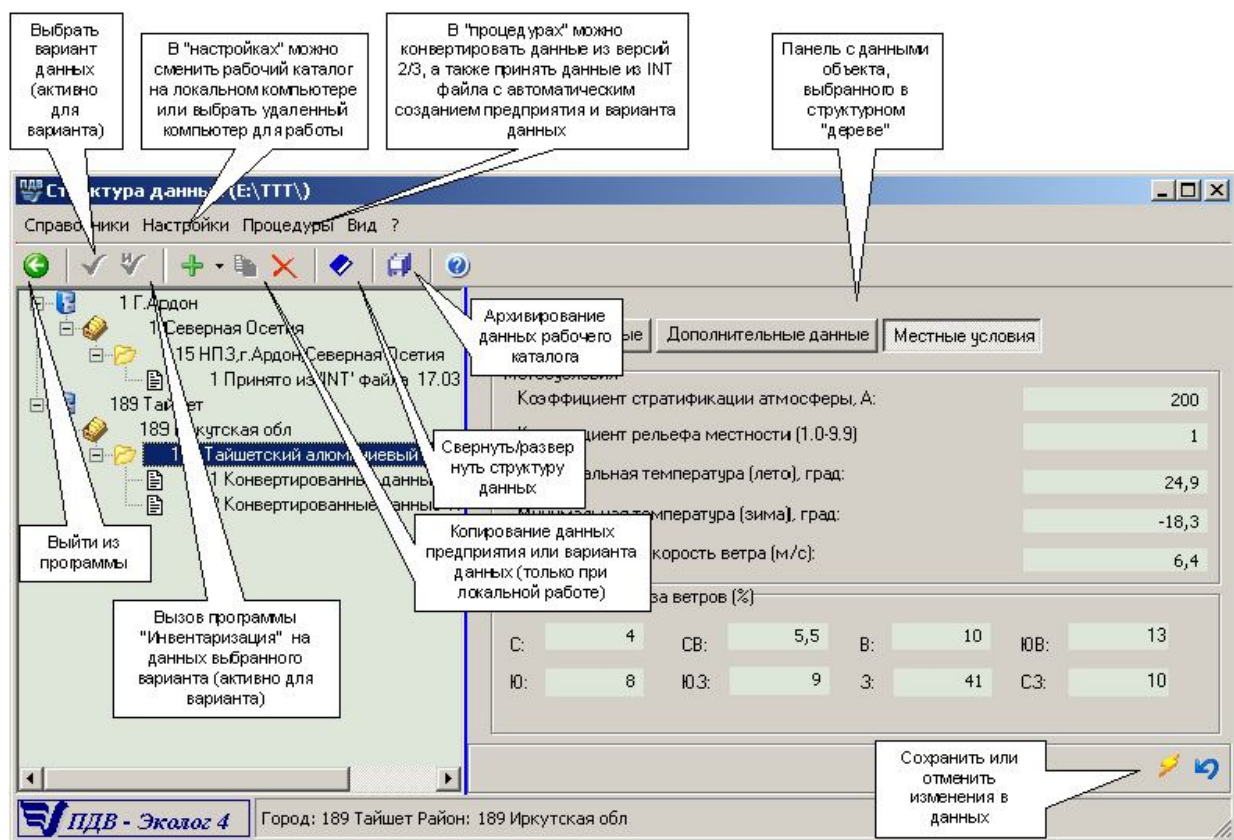 Выбрать
вариант
данных
(активно
для
варианта)
В "настройках" можно
сменить рабочий каталог
на локальном компьютере
или выбрать удаленный
компьютер для работы
В "процедурах" можно
конвертировать данные из версий
2/3, а также принять данные из INT
файла с автоматическим
созданием предприятия и варианта
данных
Панель с данными
объекта,
выбранного в
структурном
"дереве"
ПДВ
Структура данных (E:\TTT\)
Справочники Настройки Процедуры Вид ?
1 Г.Ардон
1 Северная Осетия
15 НПЗ,г.Ардон,Северная Осетия
1 Принято из 'INT' файла 17.03
189 Тайшет
189 Иркутская обл
Тайшетский алюминиевый
1 Конвертированные данные
2 Конвертированные данные
Архивирование
данных рабочего
каталога
Дополнительные данные
Местные условия
Метеоусловия
Коэффициент стратификации атмосферы, А: 200
рельефа местности (1.0-9.9) 1
температура (лето), град: 24,9
температура (зима), град: -18,3
скорость ветра (м/с): 6,4
Свернуть/развер
нуть структуру
данных
Копирование данных
предприятия или варианта
данных (только при
локальной работе)
Выйти из
программы
Вызов программы
"Инвентаризация" на
данных выбранного
варианта (активно для
варианта)
ветров (%)
С: 4 СВ: 5,5 В: 10 ЮВ: 13
Ю: 8 ЮЗ: 9 З: 41 СЗ: 10
Сохранить или
отменить
изменения в
данных
ПДВ - Эколог 4
Город: 189 Тайшет Район: 189 Иркутская обл